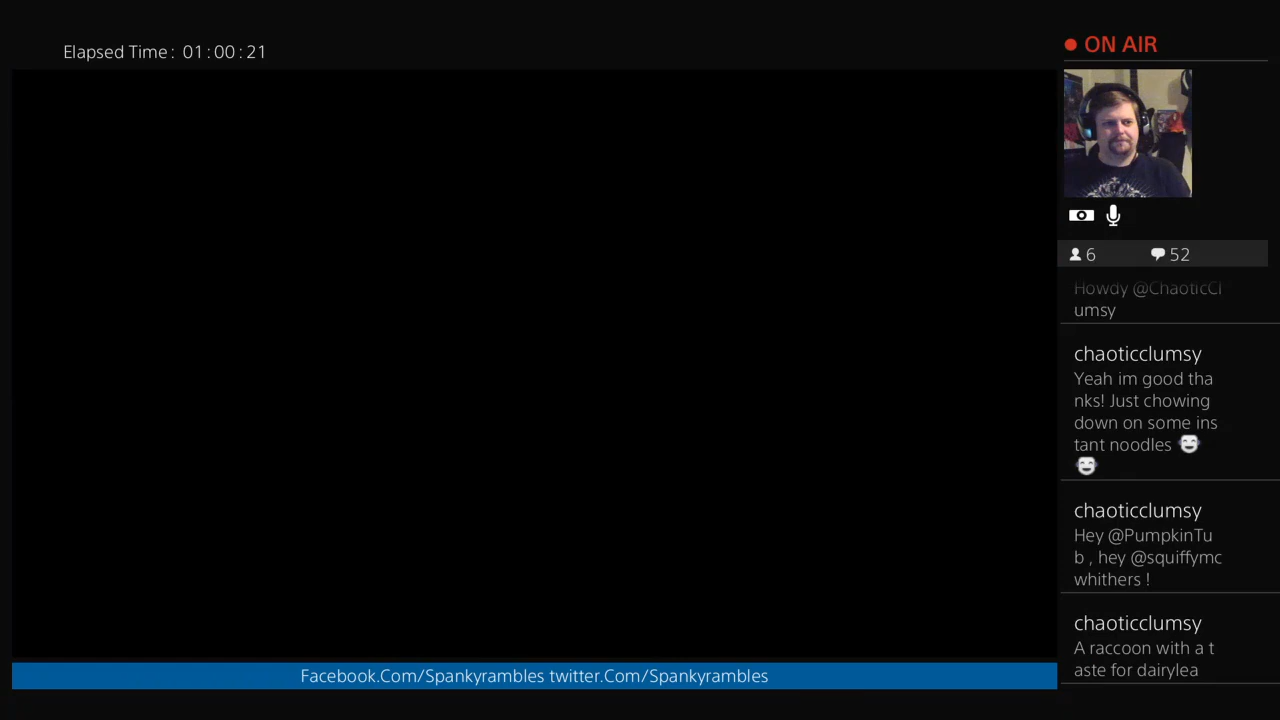 Elapsed Time: 01:00:21
ON AIR
6 52
Howdy @ChaoticCl
umsy
chaoticclumsy
Yeah im good tha
nks! Just chowing
down on some ins
tant noodles
chaoticclumsy
Hey @PumpkinTu
b , hey @squiffymc
whithers !
chaoticclumsy
A raccoon with a t
aste for dairylea
Facebook.Com/Spankyrambles twitter.Com/Spankyrambles